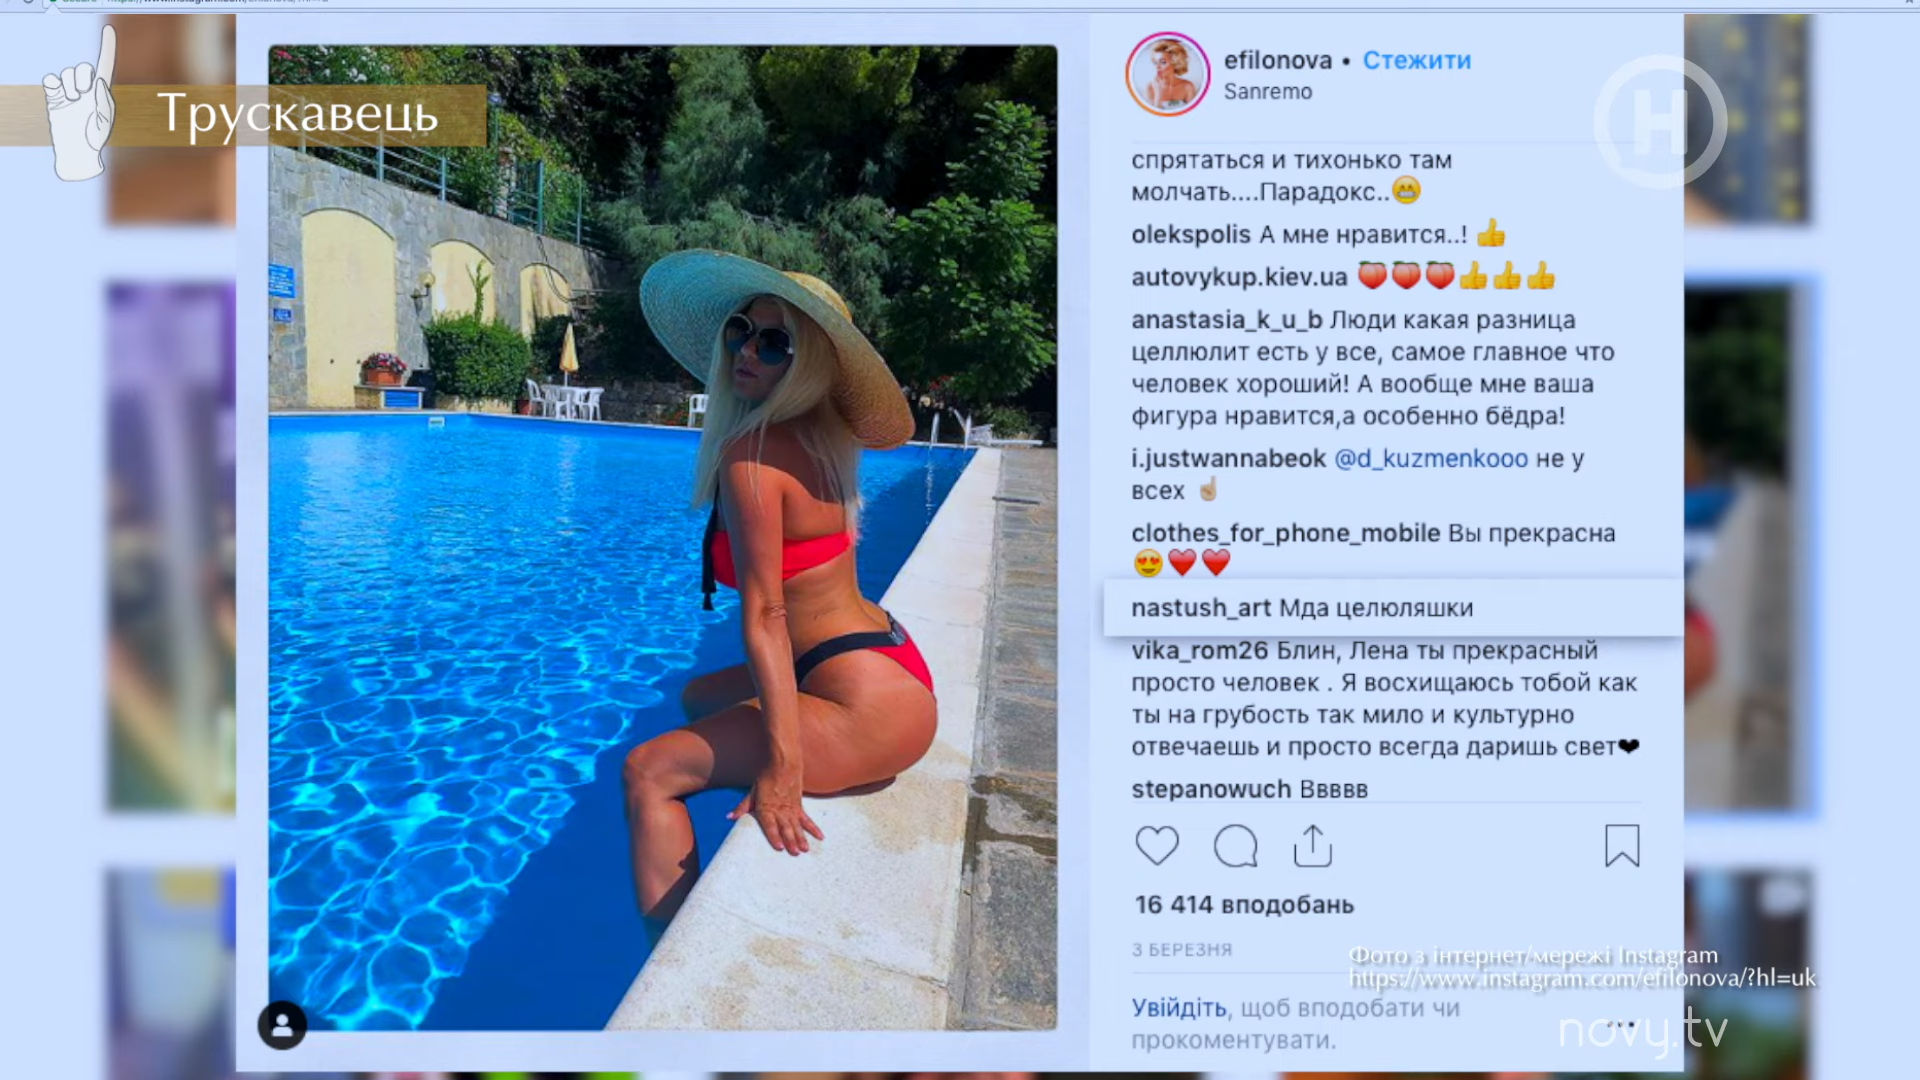 Трускавець
efilonova • Стежити
Sanremo
H
спрятаться и тихонько там
молчать....Парадокс..😁
olekspolis А мне нравится..! 👍
autovykup.kiev.ua 🍑🍑🍑👍👍👍
anastasia_k_u_b Люди какая разница
целлюлит есть у все, самое главное что
человек хороший! А вообще мне ваша
фигура нравится,а особенно бёдра!
i.justwannabeok @d_kuzmenkooo не у
всех ☝🏼
clothes_for_phone_mobile Вы прекрасна
😍❤️❤️
nastush_art Мда целюляшки
vika_rom26 Блин, Лена ты прекрасный
просто человек . Я восхищаюсь тобой как
ты на грубость так мило и культурно
отвечаешь и просто всегда даришь свет❤
stepanowuch Ввввв
16 414 вподобань
3 БЕРЕЗНЯ
Фото з інтернет/мережі Instagram
https://www.instagram.com/efilonova/?hl=uk
Увійдіть, щоб вподобати чи
прокоментувати.
novy.tv